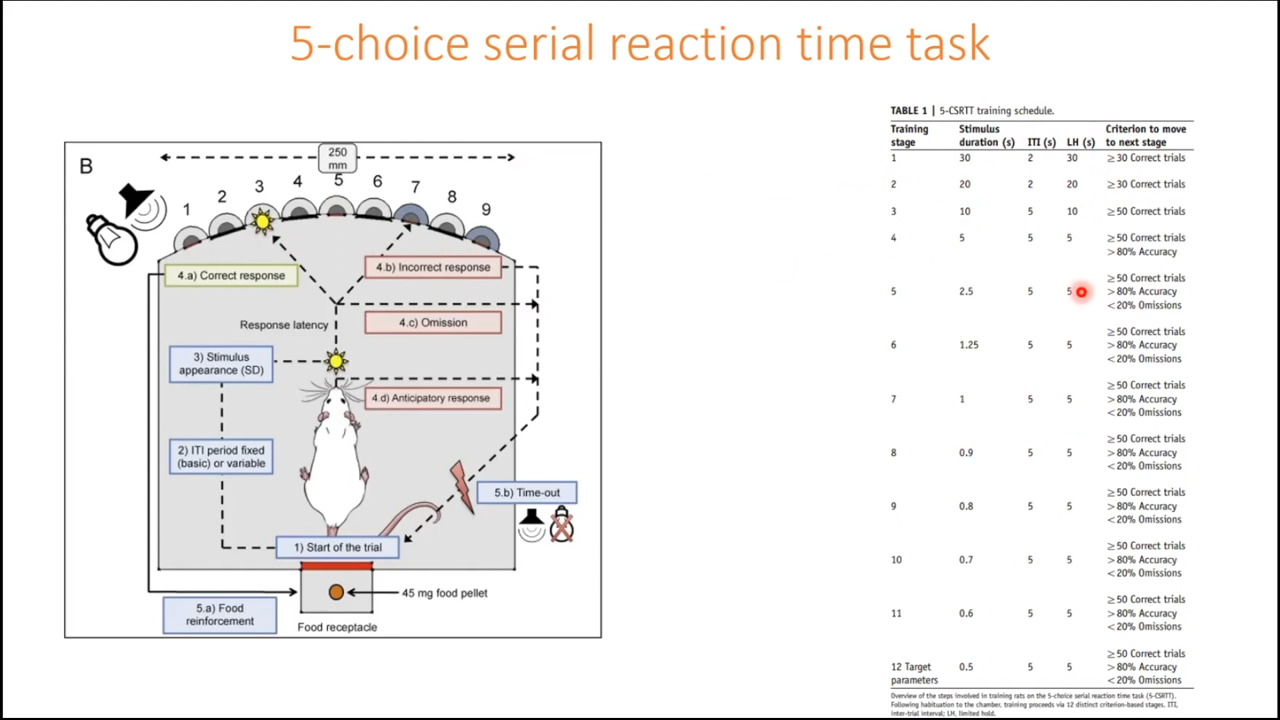 5-choice serial reaction time task
B
250
mm
1
2
3
4
5
6
7
8
9
4.a) Correct response
4.b) Incorrect response
4.c) Omission
Response latency
3) Stimulus
appearance (SD)
4.d) Anticipatory response
2) ITI period fixed
(basic) or variable
5.b) Time-out
1) Start of the trial
45 mg food pellet
5.a) Food
reinforcement
Food receptacle
TABLE 1 | 5-CSRTT training schedule.
Training stage Stimulus duration (s) ITI (s) LH (s) Criterion to move to next stage
1 30 2 30 ≥30 Correct trials
2 20 2 20 ≥30 Correct trials
3 10 5 10 ≥50 Correct trials
4 5 5 5 ≥50 Correct trials
>80% Accuracy
≥50 Correct trials
5 2.5 5 5 >80% Accuracy
<20% Omissions
≥50 Correct trials
6 1.25 5 5 >80% Accuracy
<20% Omissions
≥50 Correct trials
7 1 5 5 >80% Accuracy
<20% Omissions
≥50 Correct trials
8 0.9 5 5 >80% Accuracy
<20% Omissions
≥50 Correct trials
9 0.8 5 5 >80% Accuracy
<20% Omissions
≥50 Correct trials
10 0.7 5 5 >80% Accuracy
<20% Omissions
≥50 Correct trials
11 0.6 5 5 >80% Accuracy
<20% Omissions
≥50 Correct trials
12 Target 0.5 5 5 >80% Accuracy
parameters <20% Omissions
Overview of the steps involved in training rats on the 5-choice serial reaction time task (5-CSRTT).
Following habituation to the chamber, training proceeds via 12 distinct criterion-based stages. ITI,
inter-trial interval; LH, limited hold.